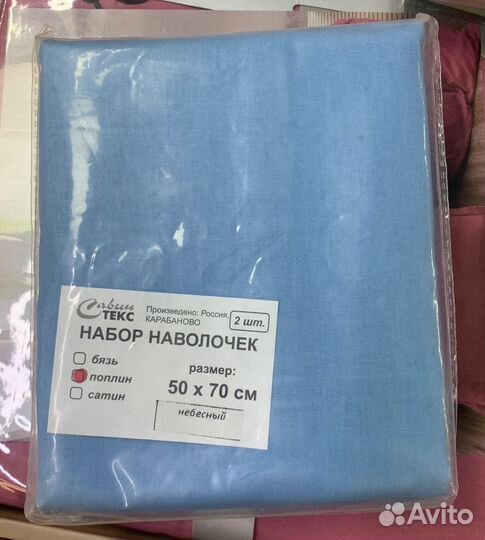 Савин ТЕКС
Произведено: Россия, КАРАБАНОВО
2 шт.
НАБОР НАВОЛОЧЕК
бязь
поплин
сатин
размер:
50 х 70 см
небесный
Avito